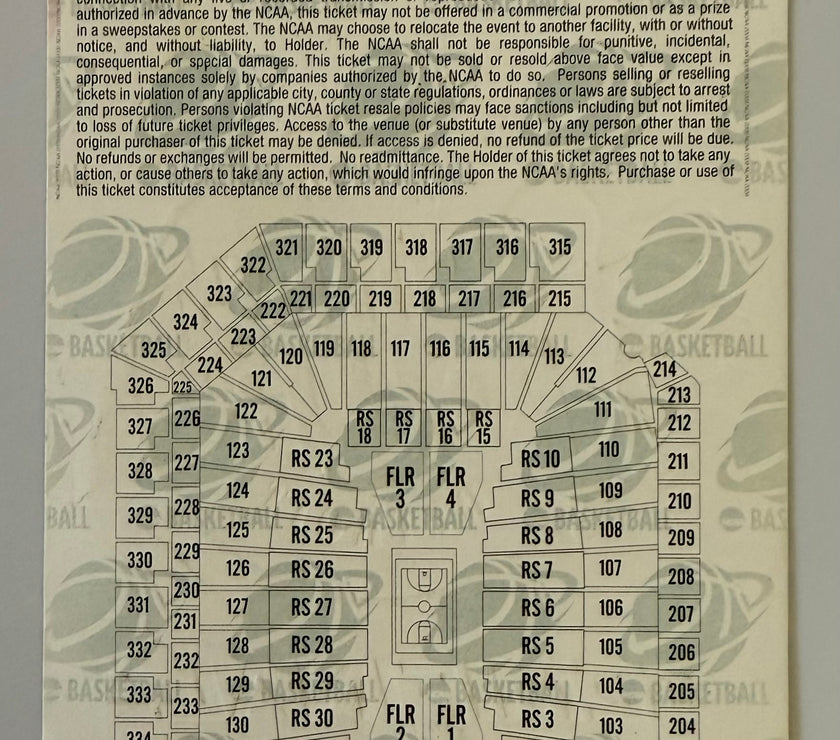 authorized in advance by the NCAA, this ticket may not be offered in a commercial promotion or as a prize
in a sweepstakes or contest. The NCAA may choose to relocate the event to another facility, with or without
notice, and without liability, to Holder. The NCAA shall not be responsible for punitive, incidental,
consequential, or special damages. This ticket may not be sold or resold above face value except in
approved instances solely by companies authorized by the NCAA to do so. Persons selling or reselling
tickets in violation of any applicable city, county or state regulations, ordinances or laws are subject to arrest
and prosecution. Persons violating NCAA ticket resale policies may face sanctions including but not limited
to loss of future ticket privileges. Access to the venue (or substitute venue) by any person other than the
original purchaser of this ticket may be denied. If access is denied, no refund of the ticket price will be due.
No refunds or exchanges will be permitted. No readmittance. The Holder of this ticket agrees not to take any
action, or cause others to take any action, which would infringe upon the NCAA's rights. Purchase or use of
this ticket constitutes acceptance of these terms and conditions.
322 321 320 319 318 317 316 315
323 222 221 220 219 218 217 216 215
324 223
325 224 121 120 119 118 117 116 115 114 113 112 214
BASKETBALL BASKETBALL
326 225 213
327 226 122 RS 18 RS 17 RS 16 RS 15 111 212
328 227 123 RS 23 FLR 3 FLR 4 RS 10 110 211
329 228 124 RS 24 RS 9 109 210
BALL BASKETBALL BASKETBALL BASKETBALL BAS
125 RS 25 RS 8 108 209
330 229 126 RS 26 RS 7 107 208
331 230 127 RS 27 RS 6 106 207
231
332 232 128 RS 28 RS 5 105 206
333 233 129 RS 29 RS 4 104 205
BASKETBALL BASKETBALL
334 130 RS 30 FLR 2 FLR 1 RS 3 103 204